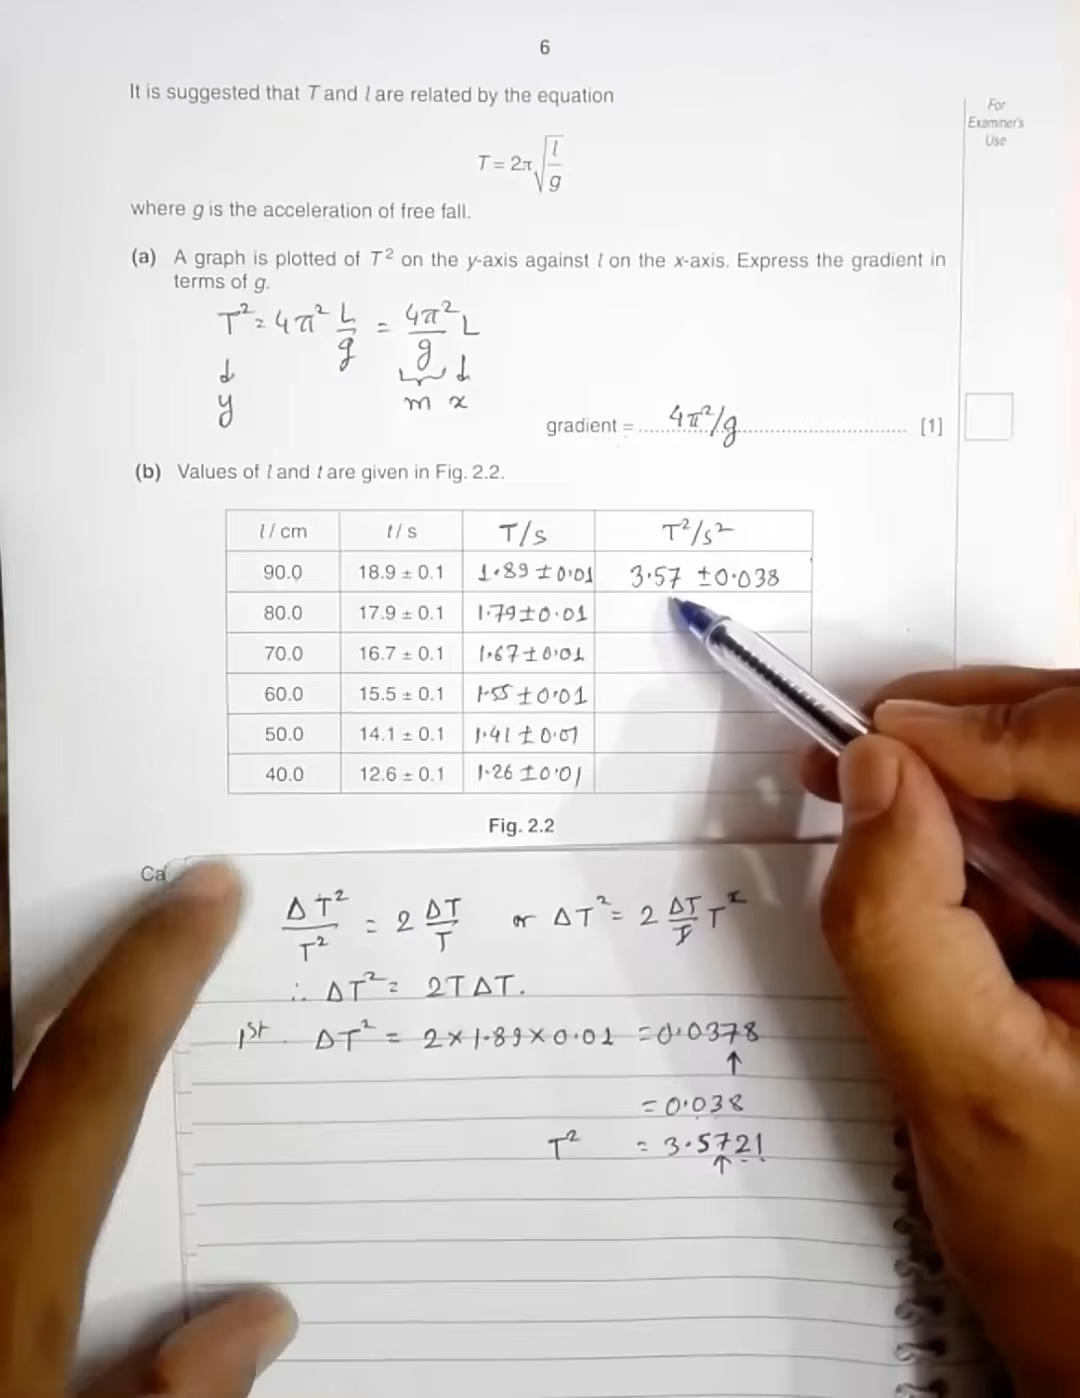 6
It is suggested that T and l are related by the equation
For
Examiner's
Use
T = 2π√(l/g)
where g is the acceleration of free fall.
(a) A graph is plotted of T² on the y-axis against l on the x-axis. Express the gradient in
terms of g.
T² = 4π² L/g = 4π²/g L
↓ ↓
y m x
gradient = ....4π²/g.... [1]
(b) Values of l and t are given in Fig. 2.2.
l / cm t / s T/s T²/s²
90.0 18.9 ± 0.1 1.89 ± 0.01 3.57 ± 0.038
80.0 17.9 ± 0.1 1.79 ± 0.01
70.0 16.7 ± 0.1 1.67 ± 0.01
60.0 15.5 ± 0.1 1.55 ± 0.01
50.0 14.1 ± 0.1 1.41 ± 0.01
40.0 12.6 ± 0.1 1.26 ± 0.01
Fig. 2.2
ΔT²/T² = 2 ΔT/T or ΔT² = 2 ΔT/T T²
∴ ΔT² = 2TΔT.
1st. ΔT² = 2×1.89×0.01 = 0.0378
↑
= 0.038
T² = 3.5721
↑